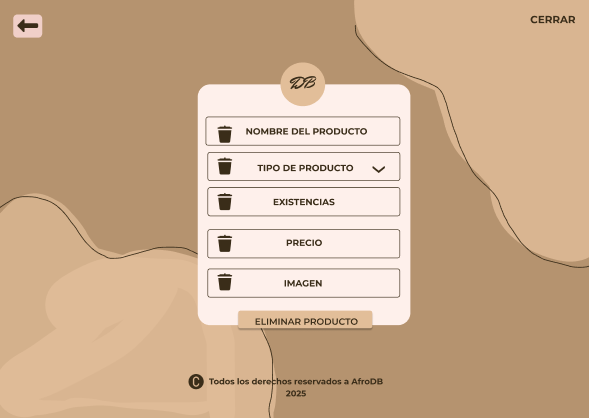 CERRAR
DB
NOMBRE DEL PRODUCTO
TIPO DE PRODUCTO
EXISTENCIAS
PRECIO
IMAGEN
ELIMINAR PRODUCTO
C Todos los derechos reservados a AfroDB
2025